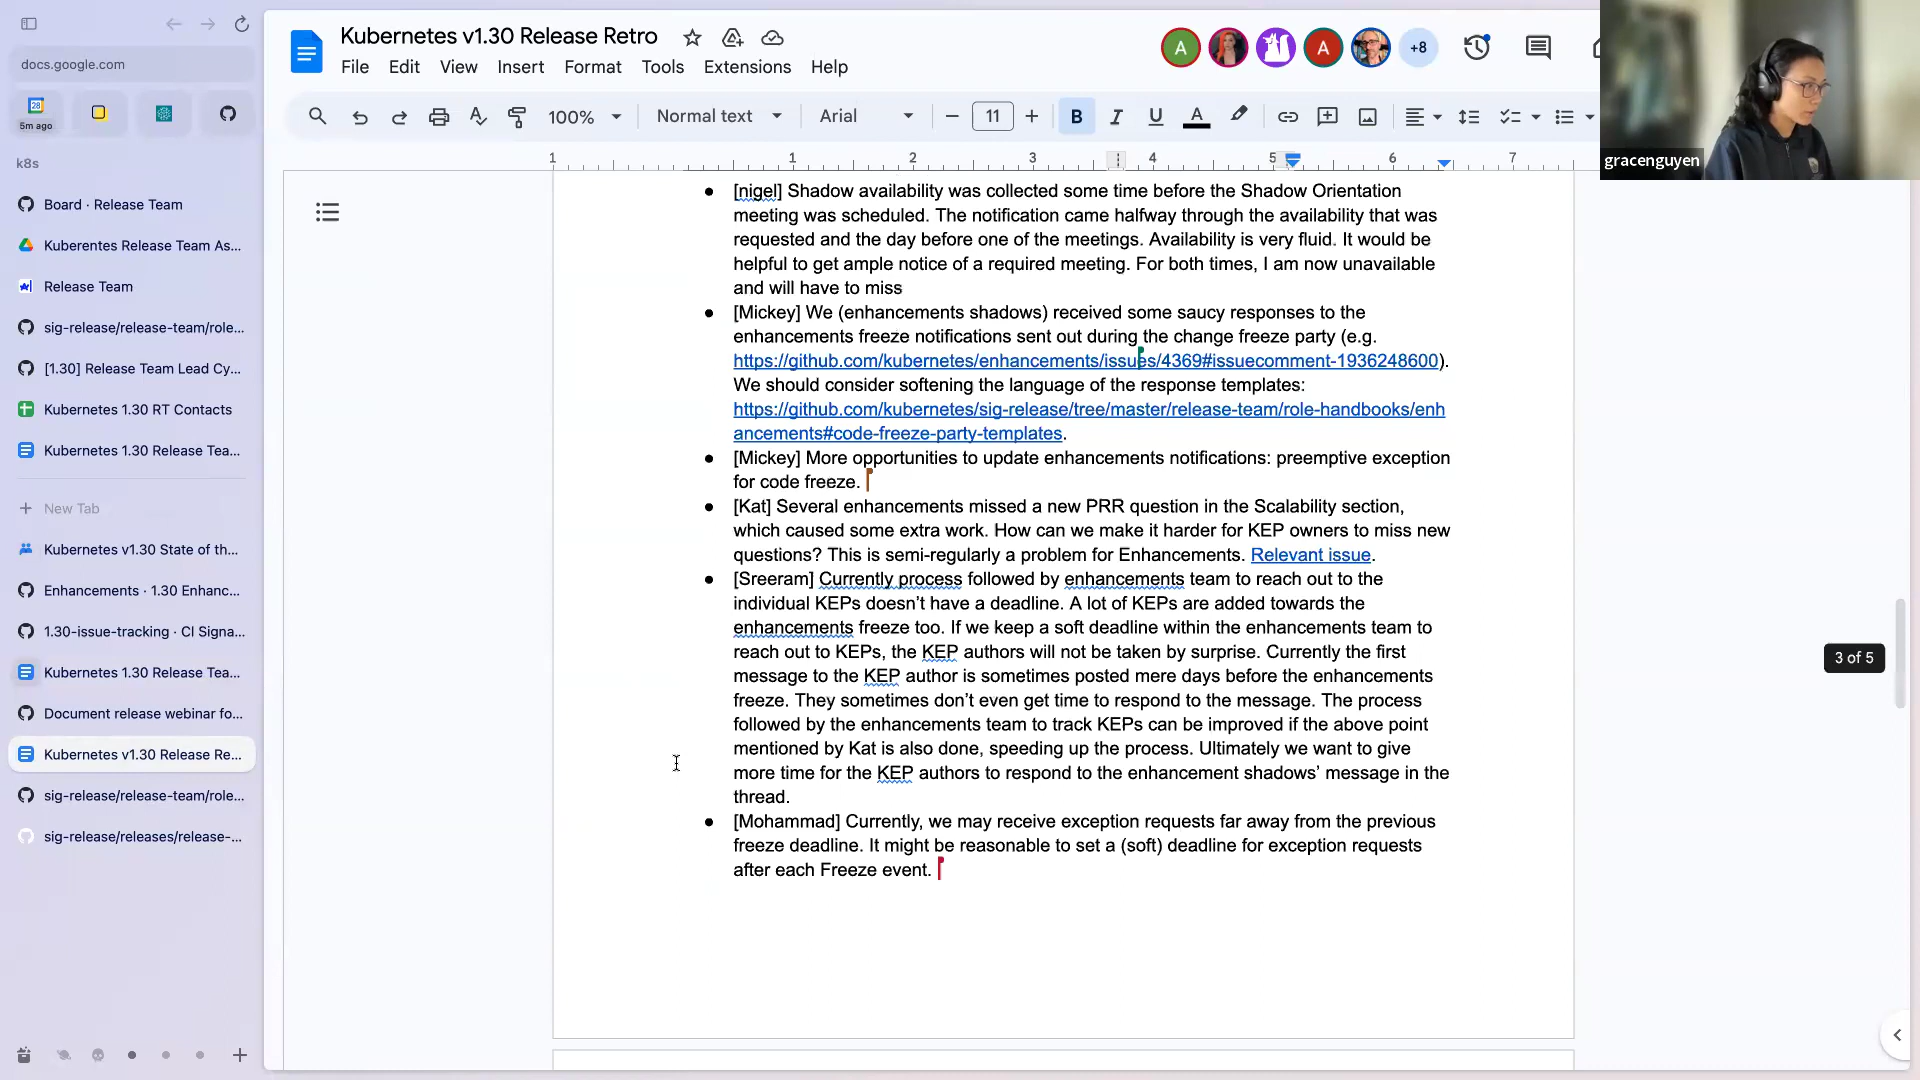 docs.google.com
28
5m ago
k8s
Board · Release Team
Kuberentes Release Team As...
Release Team
sig-release/release-team/role...
[1.30] Release Team Lead Cy...
Kubernetes 1.30 RT Contacts
Kubernetes 1.30 Release Tea...
New Tab
Kubernetes v1.30 State of th...
Enhancements · 1.30 Enhanc...
1.30-issue-tracking · CI Signa...
Kubernetes 1.30 Release Tea...
Document release webinar fo...
Kubernetes v1.30 Release Re...
sig-release/release-team/role...
sig-release/releases/release-...
Kubernetes v1.30 Release Retro
File Edit View Insert Format Tools Extensions Help
A A +8
100% Normal text Arial 11 B I U A
1 1 2 3 4 5 6 7
gracenguyen
[nigel] Shadow availability was collected some time before the Shadow Orientation
meeting was scheduled. The notification came halfway through the availability that was
requested and the day before one of the meetings. Availability is very fluid. It would be
helpful to get ample notice of a required meeting. For both times, I am now unavailable
and will have to miss
[Mickey] We (enhancements shadows) received some saucy responses to the
enhancements freeze notifications sent out during the change freeze party (e.g.
https://github.com/kubernetes/enhancements/issues/4369#issuecomment-1936248600).
We should consider softening the language of the response templates:
https://github.com/kubernetes/sig-release/tree/master/release-team/role-handbooks/enh
ancements#code-freeze-party-templates.
[Mickey] More opportunities to update enhancements notifications: preemptive exception
for code freeze.
[Kat] Several enhancements missed a new PRR question in the Scalability section,
which caused some extra work. How can we make it harder for KEP owners to miss new
questions? This is semi-regularly a problem for Enhancements. Relevant issue.
[Sreeram] Currently process followed by enhancements team to reach out to the
individual KEPs doesn't have a deadline. A lot of KEPs are added towards the
enhancements freeze too. If we keep a soft deadline within the enhancements team to
reach out to KEPs, the KEP authors will not be taken by surprise. Currently the first
message to the KEP author is sometimes posted mere days before the enhancements
freeze. They sometimes don't even get time to respond to the message. The process
followed by the enhancements team to track KEPs can be improved if the above point
mentioned by Kat is also done, speeding up the process. Ultimately we want to give
more time for the KEP authors to respond to the enhancement shadows' message in the
thread.
[Mohammad] Currently, we may receive exception requests far away from the previous
freeze deadline. It might be reasonable to set a (soft) deadline for exception requests
after each Freeze event.
3 of 5